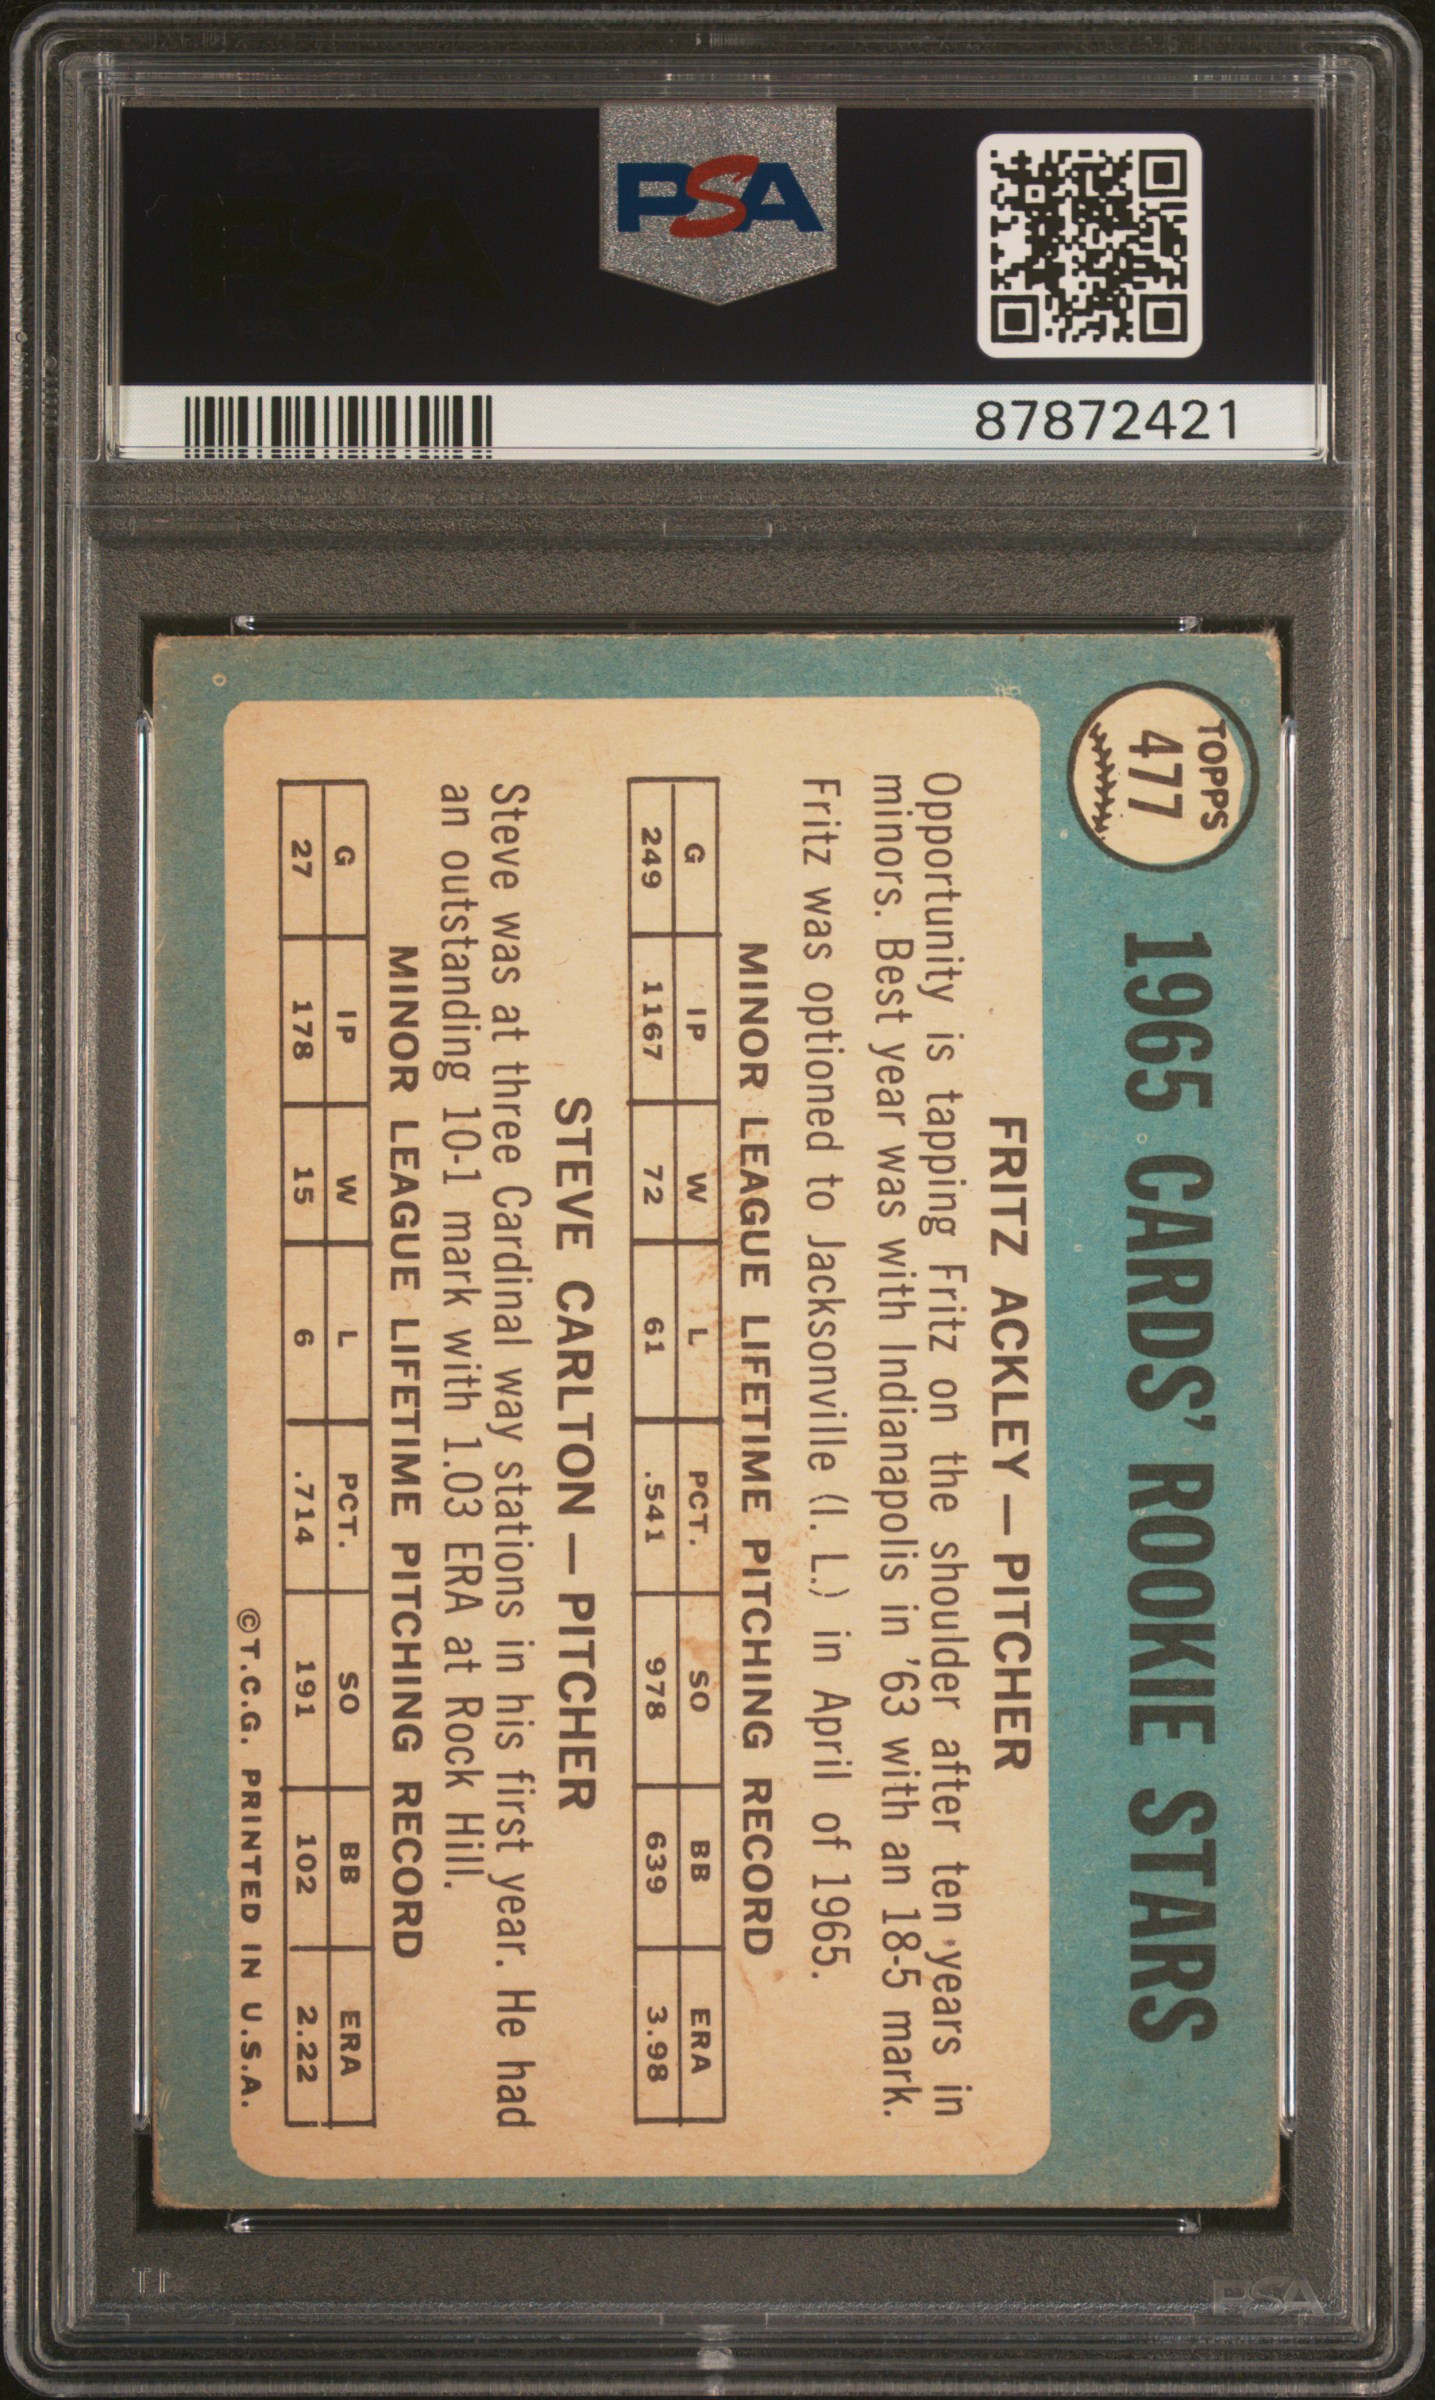 PSA
87872421
TOPPS
477
1965 CARDS' ROOKIE STARS
FRITZ ACKLEY — PITCHER
Opportunity is tapping Fritz on the shoulder after ten years in
minors. Best year was with Indianapolis in '63 with an 18-5 mark.
Fritz was optioned to Jacksonville (I. L.) in April of 1965.
MINOR LEAGUE LIFETIME PITCHING RECORD
G IP W L PCT. SO BB ERA
249 1167 72 61 .541 978 639 3.98
STEVE CARLTON — PITCHER
Steve was at three Cardinal way stations in his first year. He had
an outstanding 10-1 mark with 1.03 ERA at Rock Hill.
MINOR LEAGUE LIFETIME PITCHING RECORD
G IP W L PCT. SO BB ERA
27 178 15 6 .714 191 102 2.22
©T.C.G. PRINTED IN U.S.A.
PSA